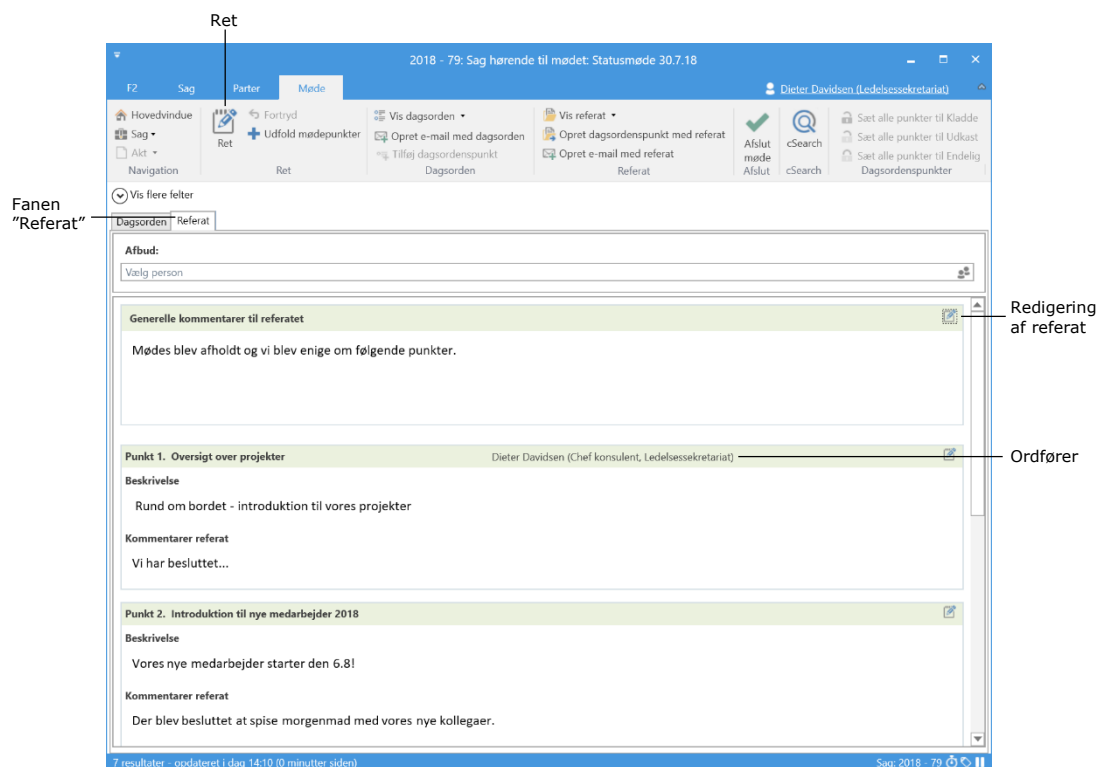 Ret
2018 - 79: Sag hørende til mødet: Statusmøde 30.7.18
F2 Sag Parter Møde Dieter Davidsen (Ledelsessekretariat)
Hovedvindue
Sag
Akt
Navigation
Ret
Fortryd
Udfold mødepunkter
Ret
Vis dagsorden
Opret e-mail med dagsorden
Tilføj dagsordenspunkt
Dagsorden
Vis referat
Opret dagsordenspunkt med referat
Opret e-mail med referat
Referat
Afslut
møde
Afslut
cSearch
cSearch
Sæt alle punkter til Kladde
Sæt alle punkter til Udkast
Sæt alle punkter til Endelig
Dagsordenspunkter
Vis flere felter
Fanen
”Referat”
Dagsorden Referat
Afbud:
Vælg person
Generelle kommentarer til referatet
Redigering
af referat
Mødes blev afholdt og vi blev enige om følgende punkter.
Punkt 1. Oversigt over projekter Dieter Davidsen (Chef konsulent, Ledelsessekretariat)
Ordfører
Beskrivelse
Rund om bordet - introduktion til vores projekter
Kommentarer referat
Vi har besluttet...
Punkt 2. Introduktion til nye medarbejder 2018
Beskrivelse
Vores nye medarbejder starter den 6.8!
Kommentarer referat
Der blev besluttet at spise morgenmad med vores nye kollegaer.
7 resultater - opdateret i dag 14:10 (0 minutter siden) Sag: 2018 - 79